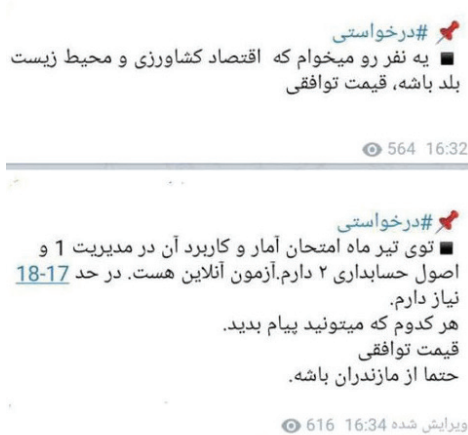 📌 #درخواستی
◼ یه نفر رو میخوام که اقتصاد کشاورزی و محیط زیست
بلد باشه، قیمت توافقی
564 16:32
📌 #درخواستی
◼ توی تیر ماه امتحان آمار و کاربرد آن در مدیریت 1 و
اصول حسابداری ۲ دارم.آزمون آنلاین هست. در حد 17-18
نیاز دارم.
هر کدوم که میتونید پیام بدید.
قیمت توافقی
حتما از مازندران باشه.
616 16:34 ویرایش شده